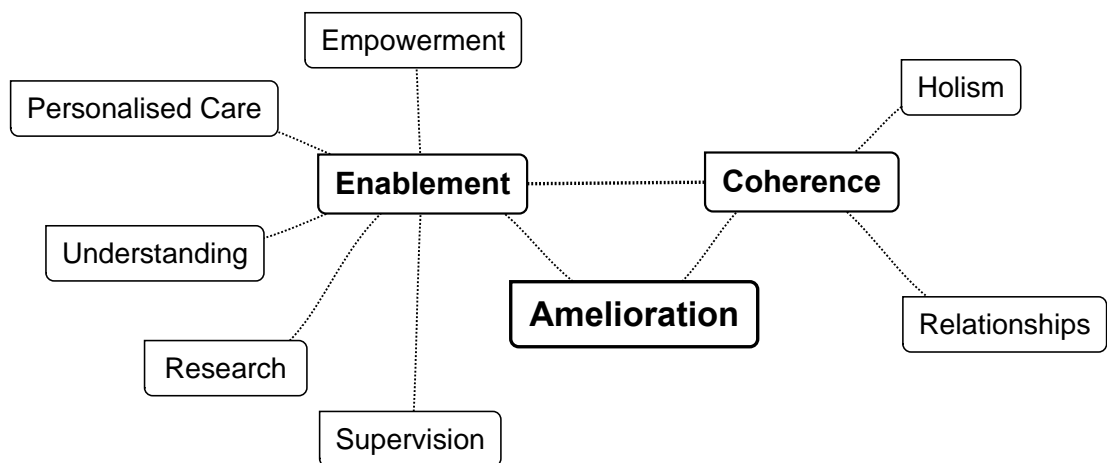 Empowerment
Personalised Care
Holism
Enablement
Coherence
Understanding
Amelioration
Relationships
Research
Supervision